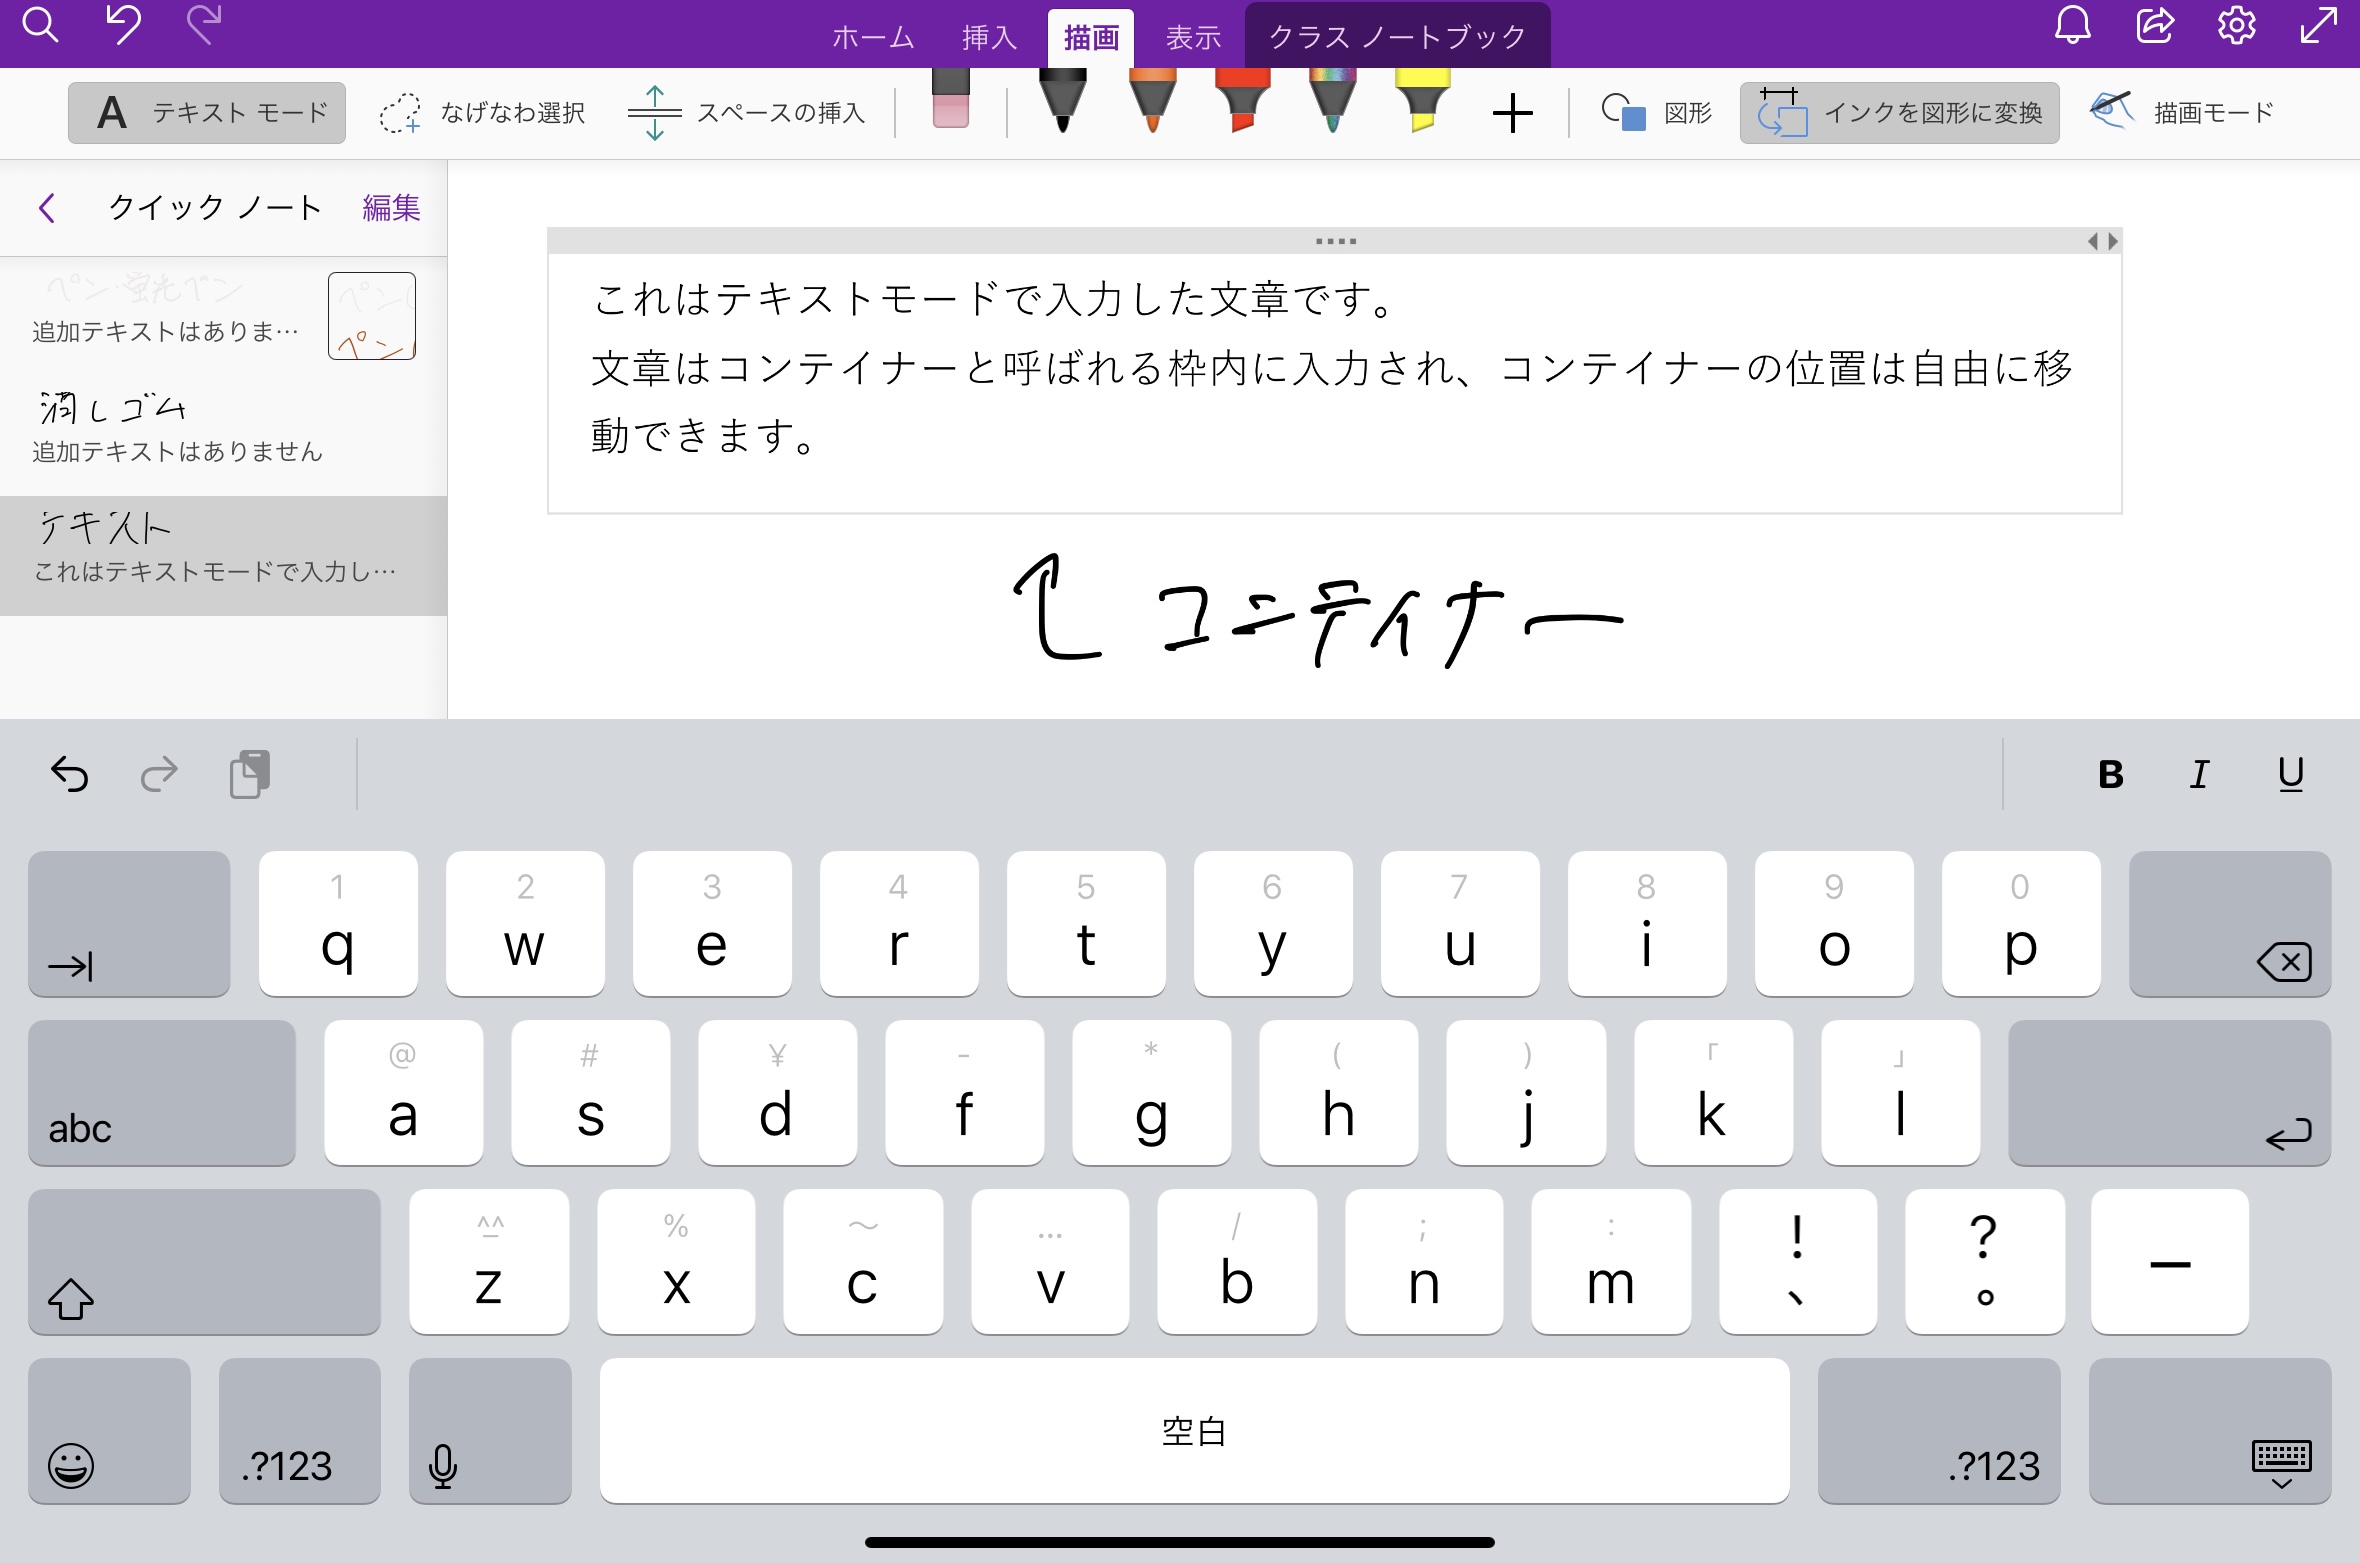 ホーム 挿入 描画 表示 クラス ノートブック
A テキスト モード なげなわ選択 スペースの挿入 図形 インクを図形に変換 描画モード
クイック ノート 編集
ペン・蛍光ペン
追加テキストはありま…
ペン
消しゴム
追加テキストはありません
テキスト
これはテキストモードで入力し…
これはテキストモードで入力した文章です。
文章はコンテイナーと呼ばれる枠内に入力され、コンテイナーの位置は自由に移
動できます。
コンテイナー
B I U
1 2 3 4 5 6 7 8 9 0
q w e r t y u i o p
@ # ¥ - * ( ) 「 」
abc a s d f g h j k l
^^ % 〜 … / ; : ! ?
z x c v b n m 、 。 ー
.?123 空白 .?123